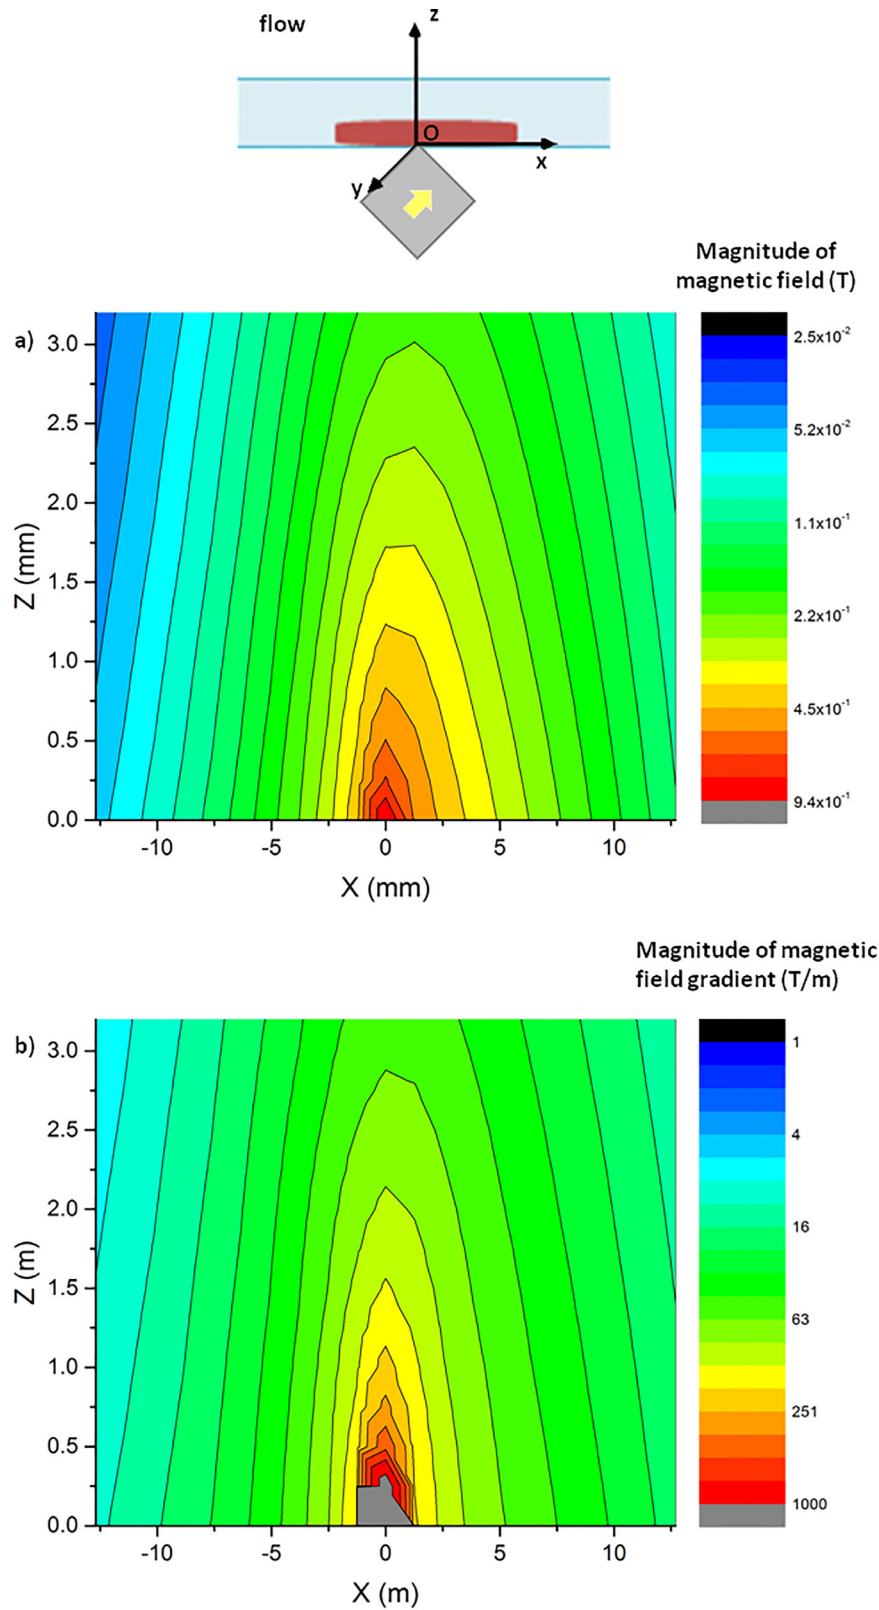 flow
z
O
x
y
Magnitude of
magnetic field (T)
a)
3.0
2.5
2.0
1.5
1.0
0.5
0.0
Z (mm)
-10 -5 0 5 10
X (mm)
2.5x10⁻²
5.2x10⁻²
1.1x10⁻¹
2.2x10⁻¹
4.5x10⁻¹
9.4x10⁻¹
Magnitude of magnetic
field gradient (T/m)
b)
3.0
2.5
2.0
1.5
1.0
0.5
0.0
Z (m)
-10 -5 0 5 10
X (m)
1
4
16
63
251
1000